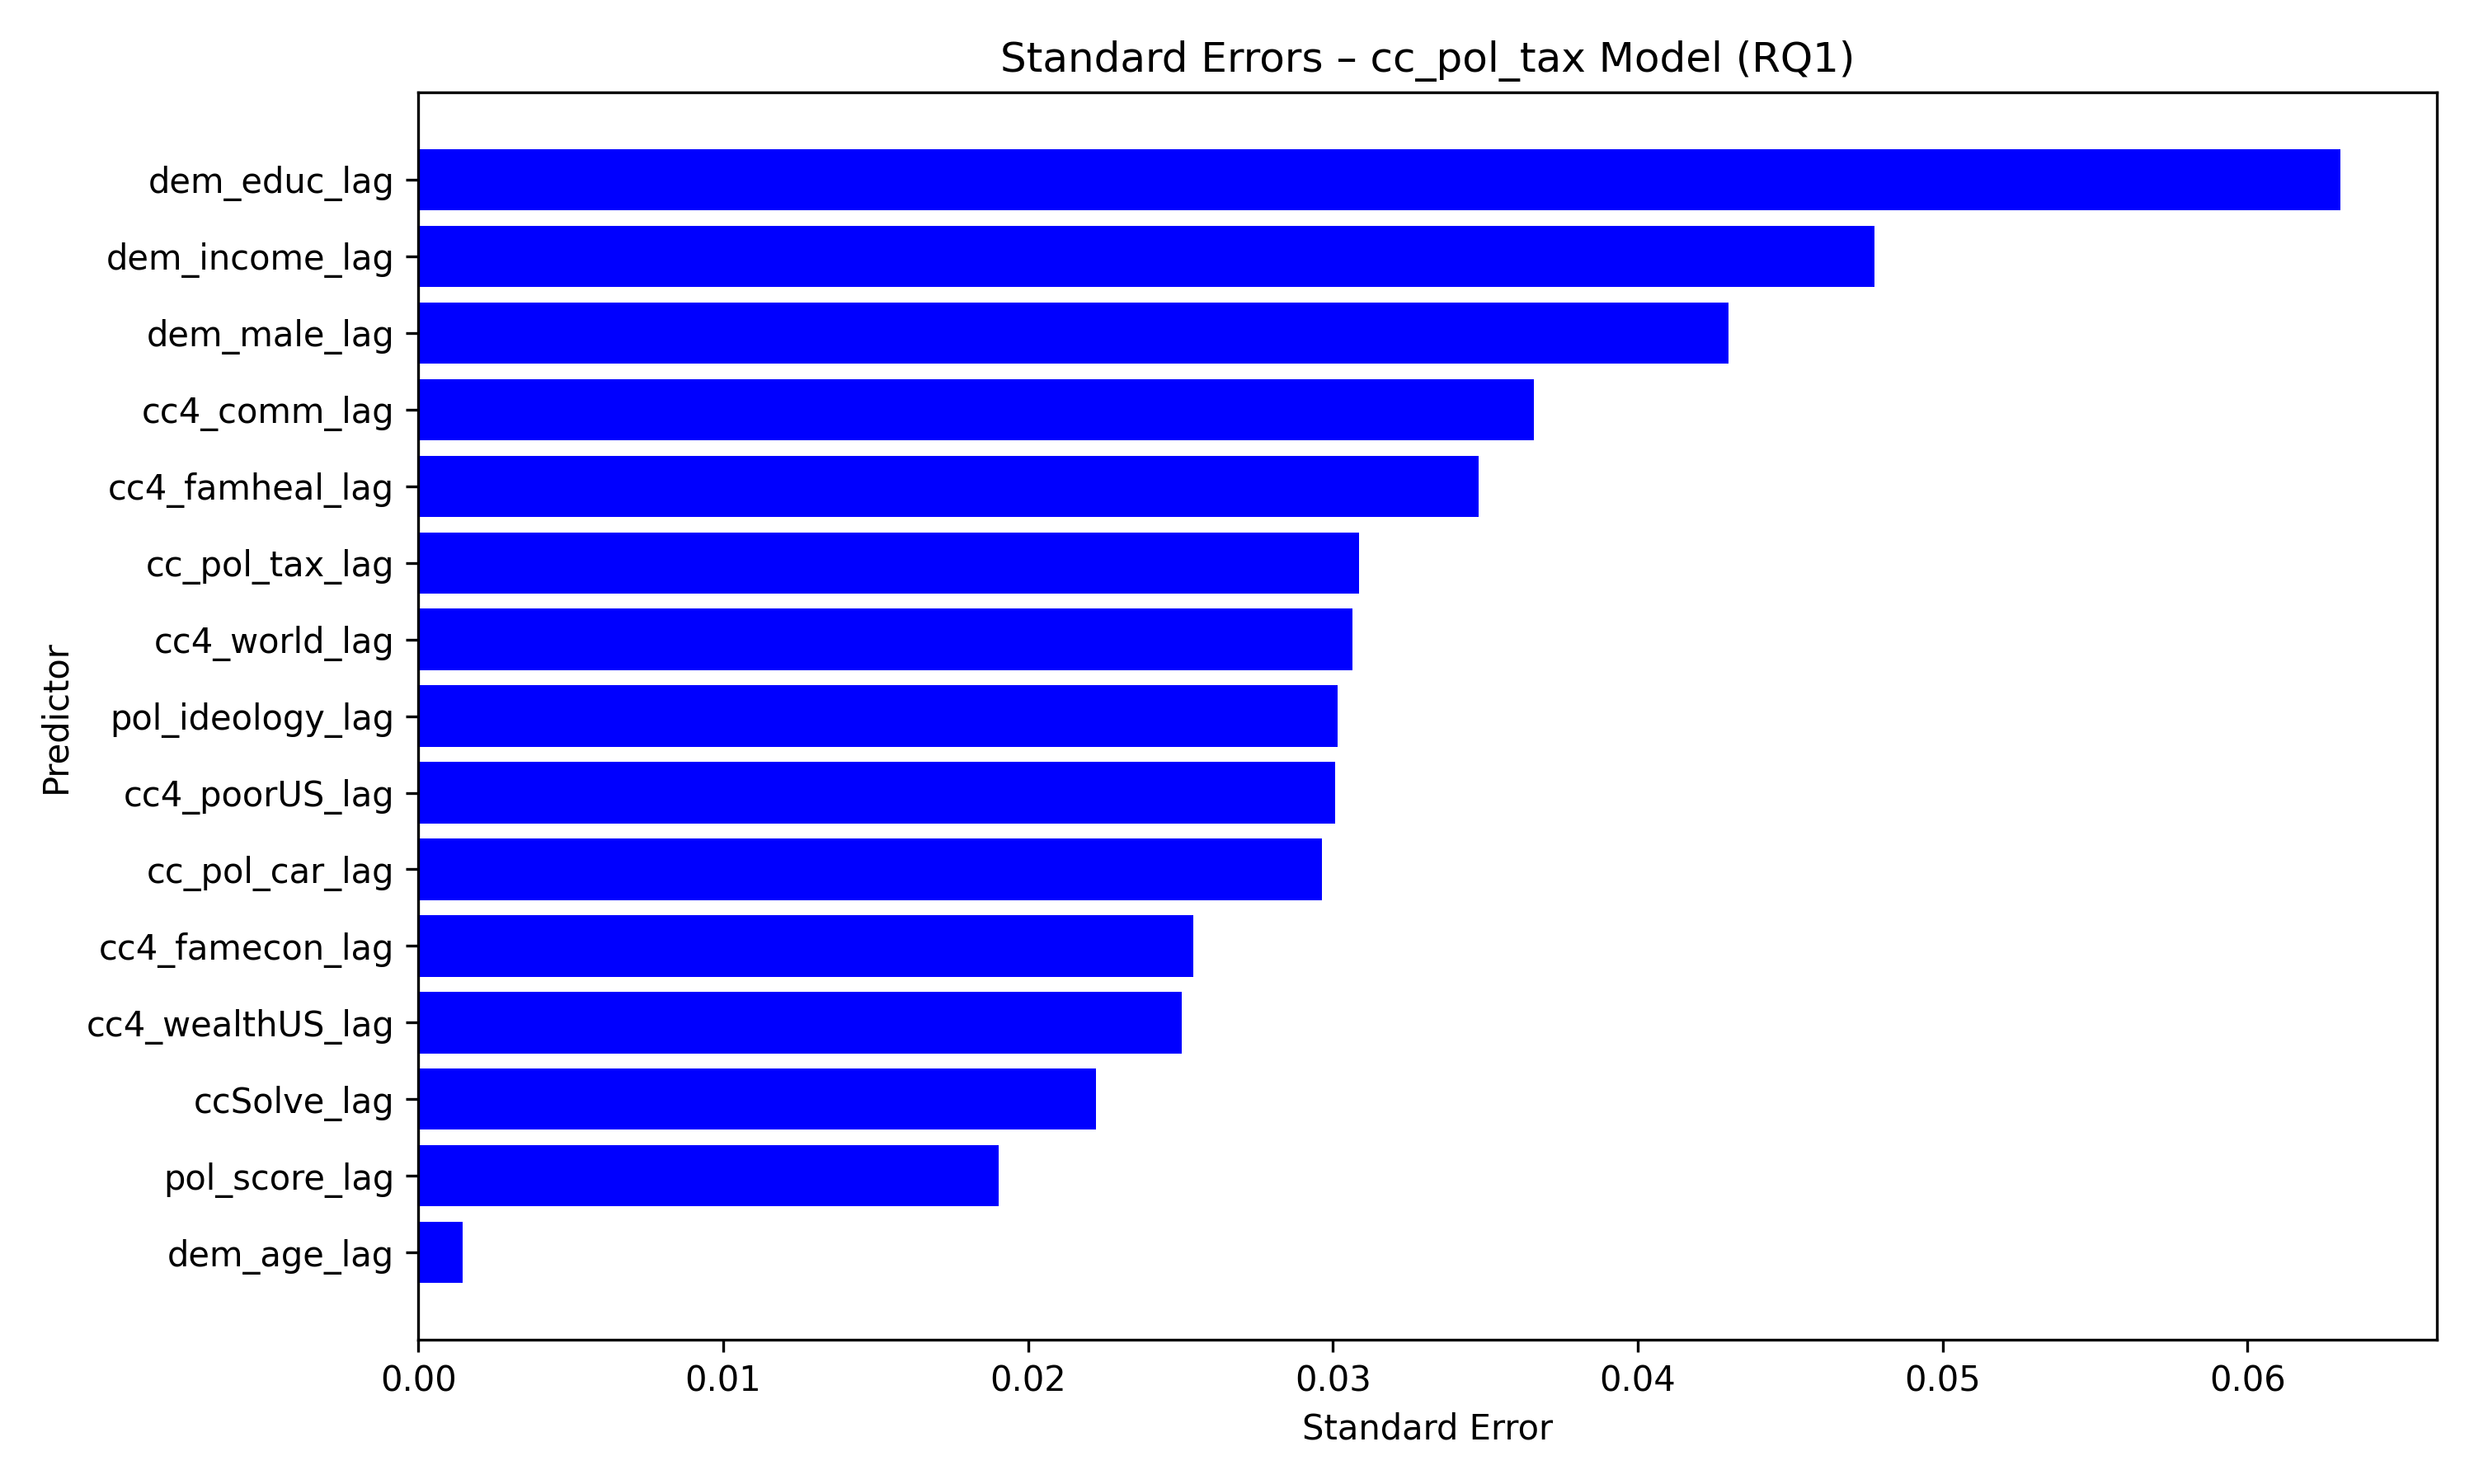 Standard Errors – cc_pol_tax Model (RQ1)
Predictor
dem_educ_lag
dem_income_lag
dem_male_lag
cc4_comm_lag
cc4_famheal_lag
cc_pol_tax_lag
cc4_world_lag
pol_ideology_lag
cc4_poorUS_lag
cc_pol_car_lag
cc4_famecon_lag
cc4_wealthUS_lag
ccSolve_lag
pol_score_lag
dem_age_lag
0.00 0.01 0.02 0.03 0.04 0.05 0.06
Standard Error